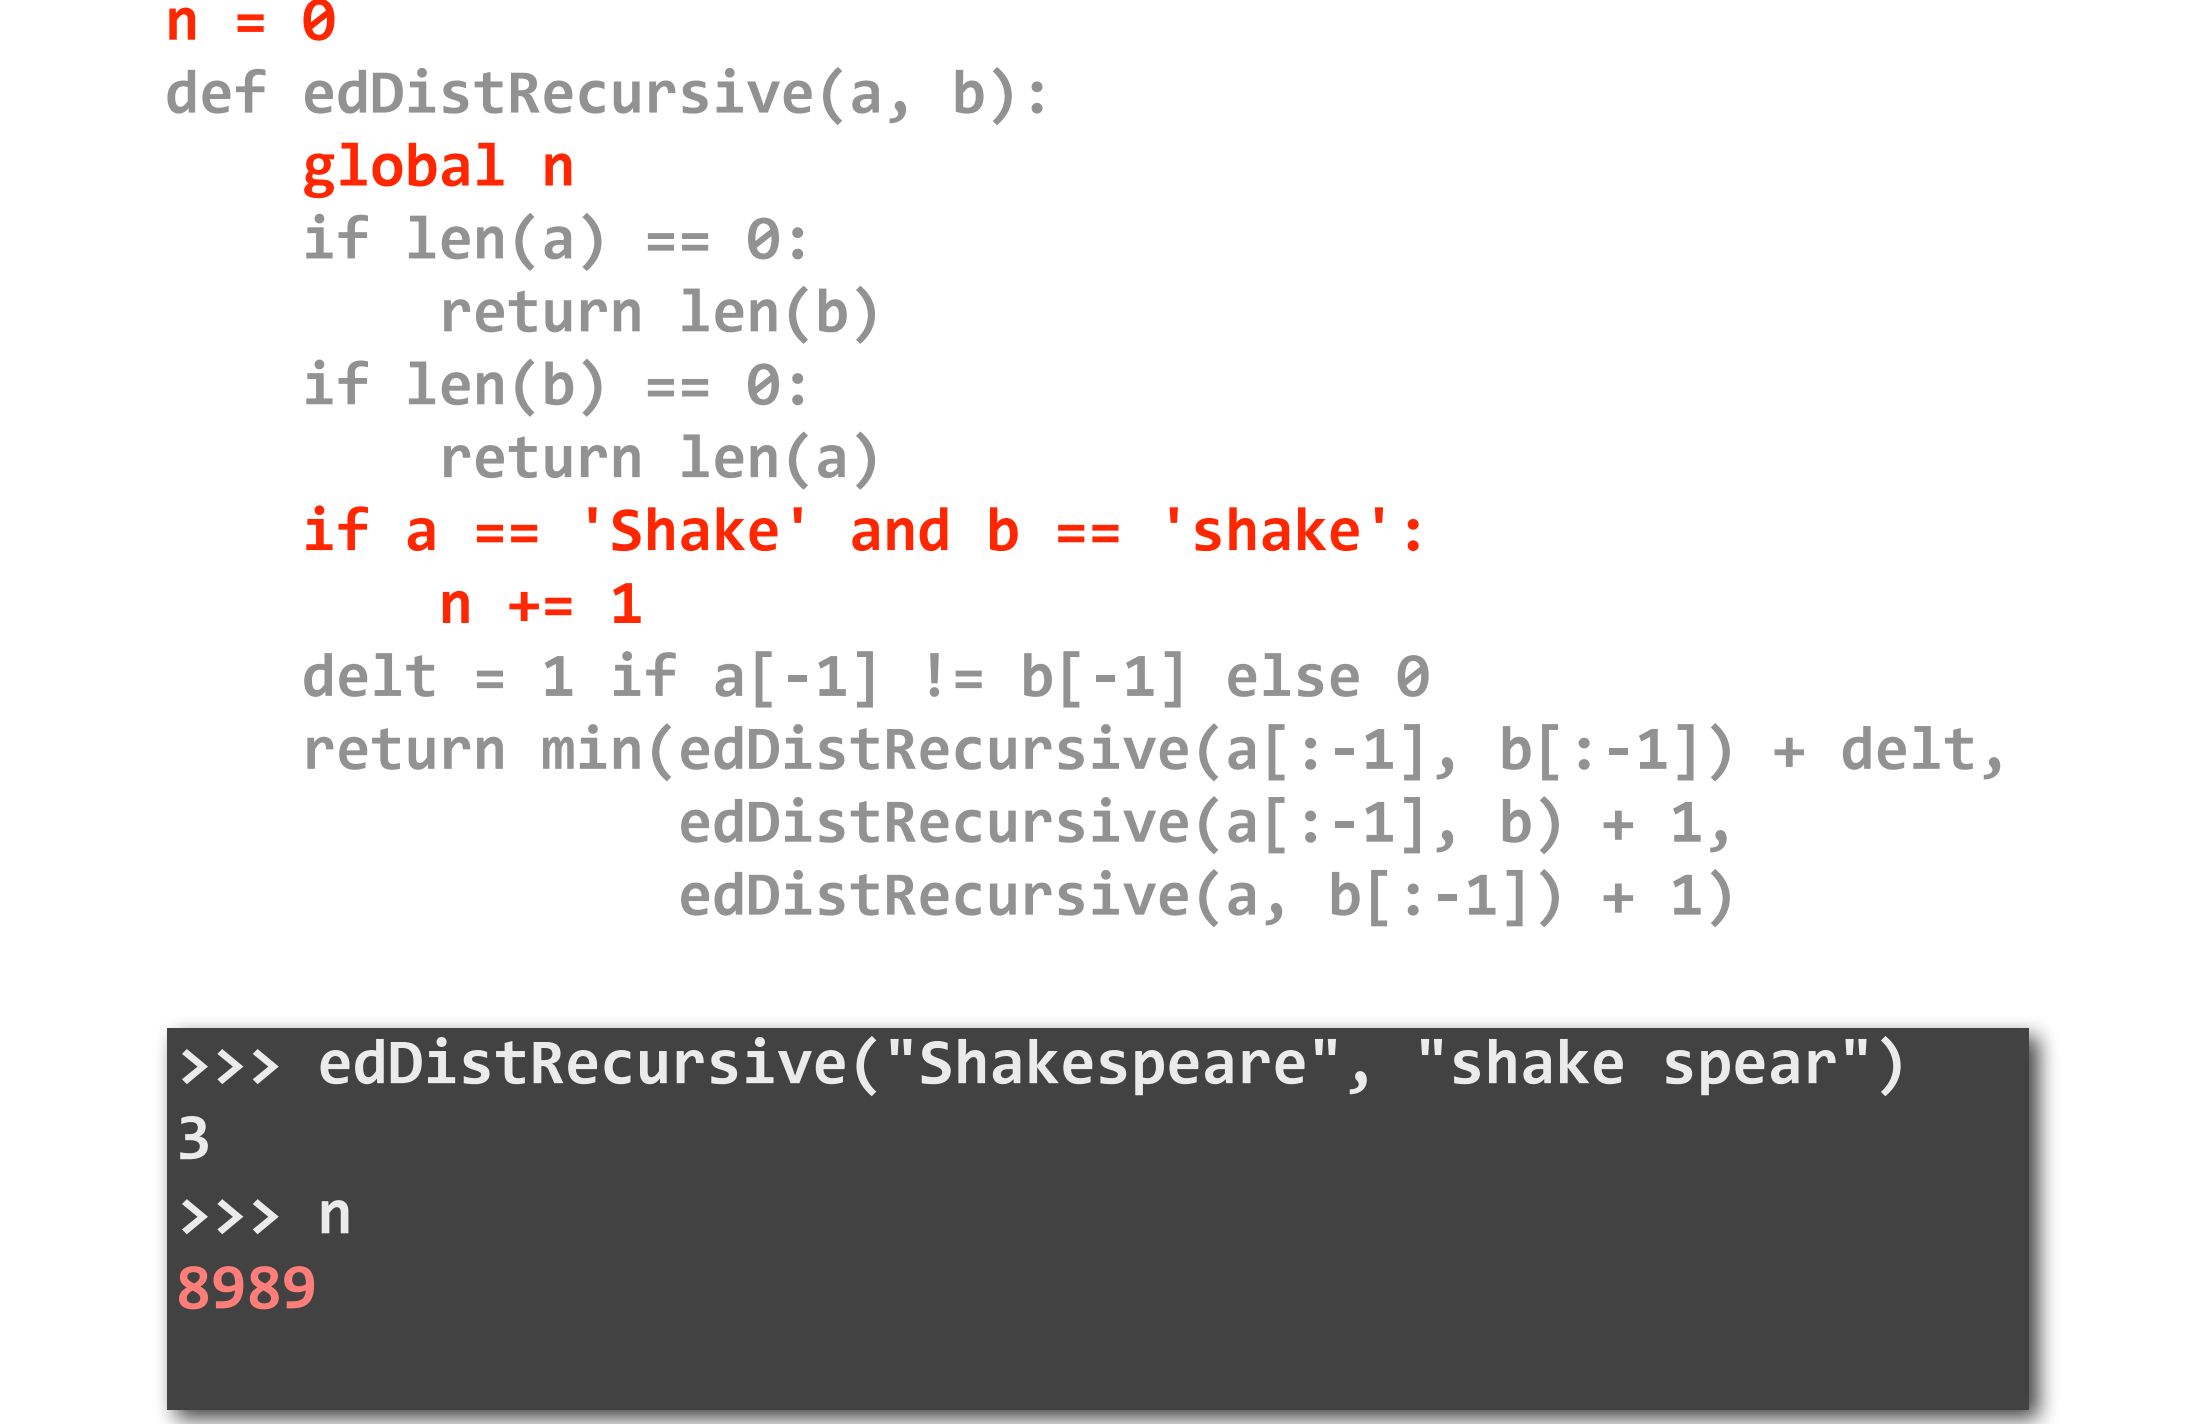 n = 0
def edDistRecursive(a, b):
    global n
    if len(a) == 0:
        return len(b)
    if len(b) == 0:
        return len(a)
    if a == 'Shake' and b == 'shake':
        n += 1
    delt = 1 if a[-1] != b[-1] else 0
    return min(edDistRecursive(a[:-1], b[:-1]) + delt,
               edDistRecursive(a[:-1], b) + 1,
               edDistRecursive(a, b[:-1]) + 1)
>>> edDistRecursive("Shakespeare", "shake spear")
3
>>> n
8989